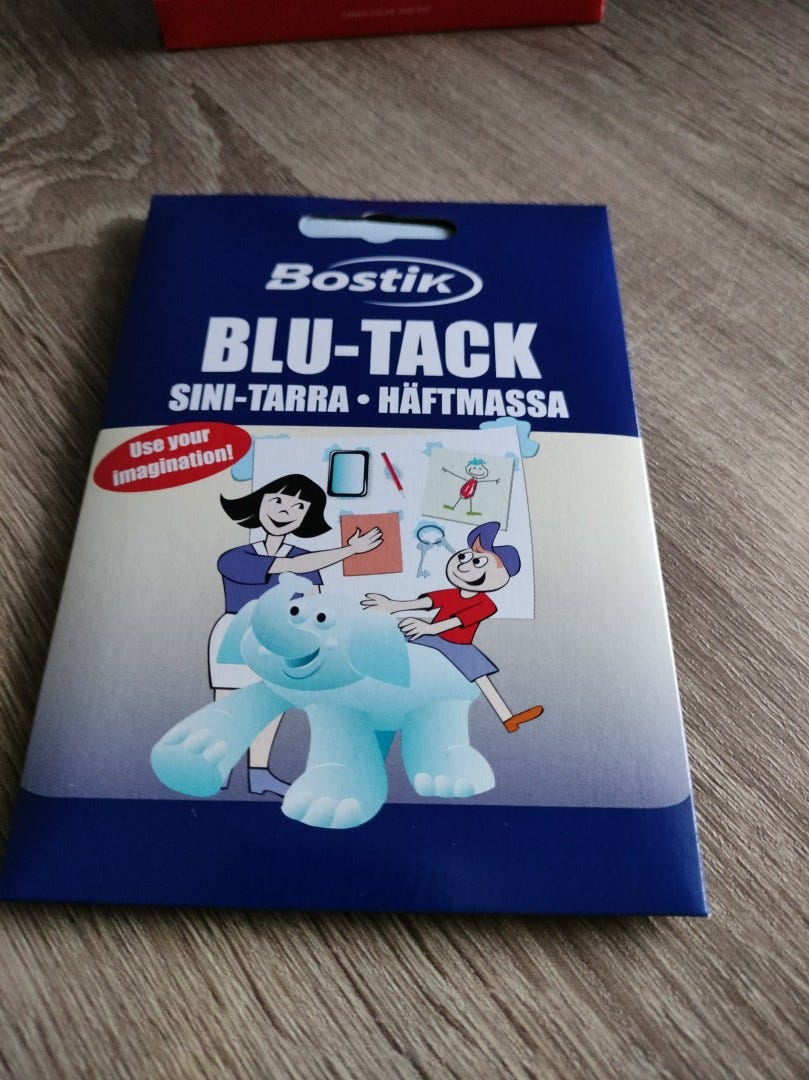 Bostik
BLU-TACK
SINI-TARRA • HÄFTMASSA
Use your
imagination!